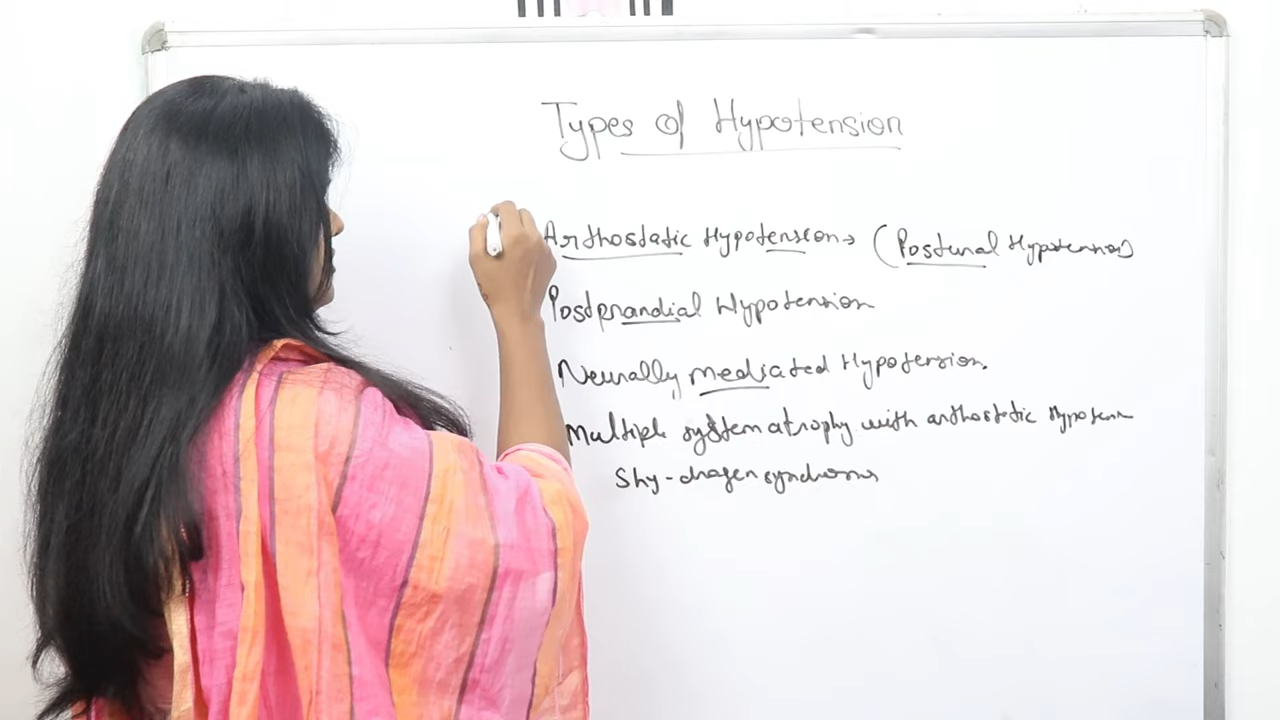 Types of Hypotension
Arthostatic Hypotension (Postural Hypotension)
Postprandial Hypotension
Neurally mediated Hypotension
Multiple system atrophy with arthostatic Hypotenn
Shy-dragen syndrome